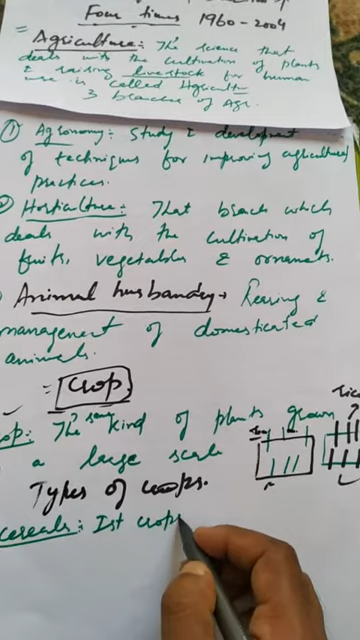 Four times 1960-2004
= Agriculture: The science that
deals with the cultivation of plants
& raising livestock for human
use is called Agriculture
3 branches of Agr.
① Agronomy: Study & development
of techniques for improving agricultural
practices.
② Horticulture: That branch which
deals with the cultivation of
fruits, vegetables & ornaments.
Animal husbandry → Rearing &
management of domesticated
animals.
= Crop
op: The same kind of plants grown
a large scale
Types of crops.
cereals: Ist crops